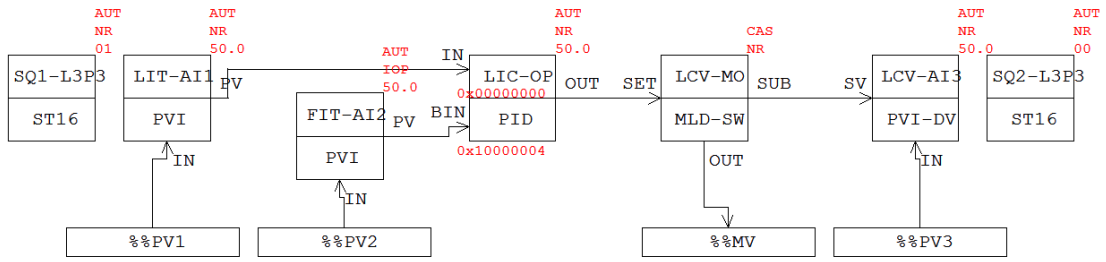 AUT
NR
01
AUT
NR
50.0
AUT
IOP
50.0
AUT
NR
50.0
CAS
NR
AUT
NR
50.0
AUT
NR
00
SQ1-L3P3
ST16
LIT-AI1
PVI
PV
IN
FIT-AI2
PVI
PV
IN
IN
BIN
LIC-OP
0x00000000
PID
0x10000004
OUT
SET
LCV-MO
MLD-SW
SUB
OUT
SV
LCV-AI3
PVI-DV
IN
SQ2-L3P3
ST16
%%PV1
%%PV2
%%MV
%%PV3